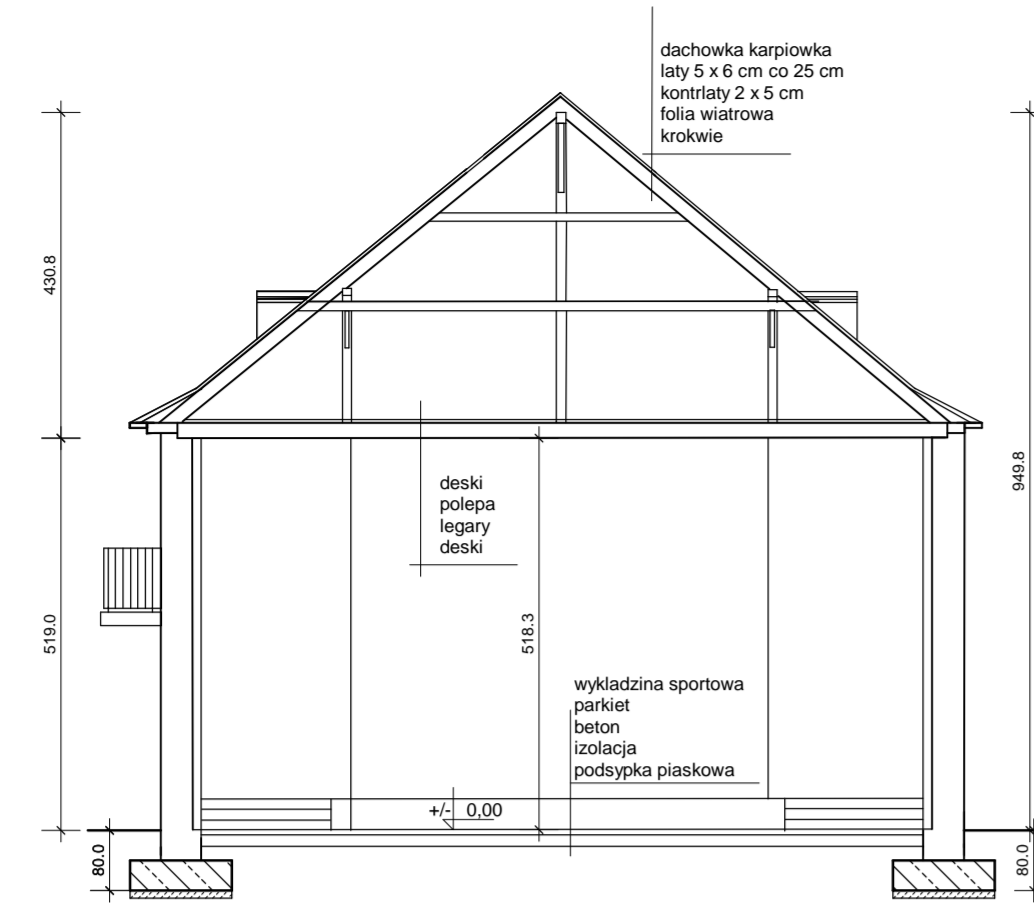 dachowka karpiowka
laty 5 x 6 cm co 25 cm
kontrlaty 2 x 5 cm
folia wiatrowa
krokwie
430.8
949.8
deski
polepa
legary
deski
519.0
518.3
wykladzina sportowa
parkiet
beton
izolacja
podsypka piaskowa
+/- 0,00
80.0
80.0